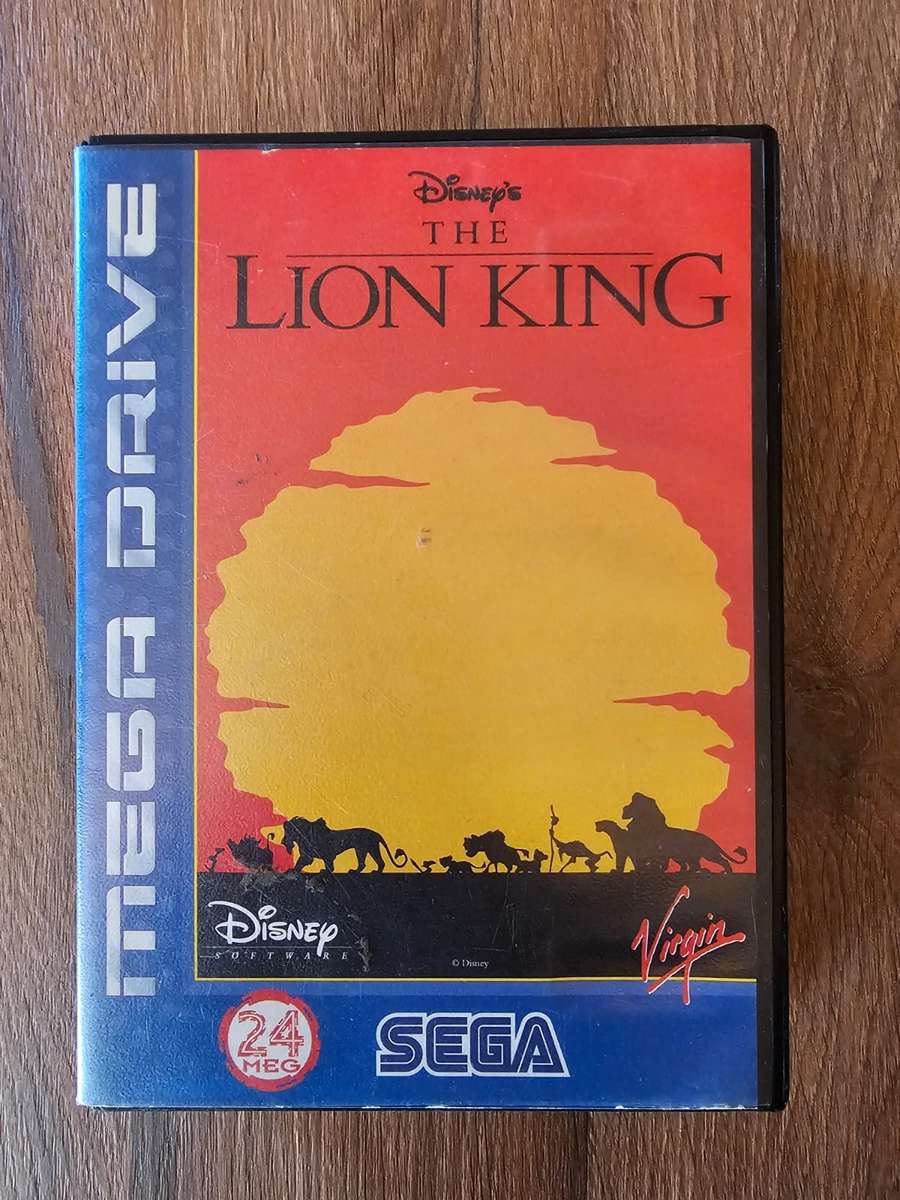 MEGA DRIVE
DISNEY'S
THE
LION KING
DISNEY
SOFTWARE
© Disney
Virgin
24
MEG
SEGA